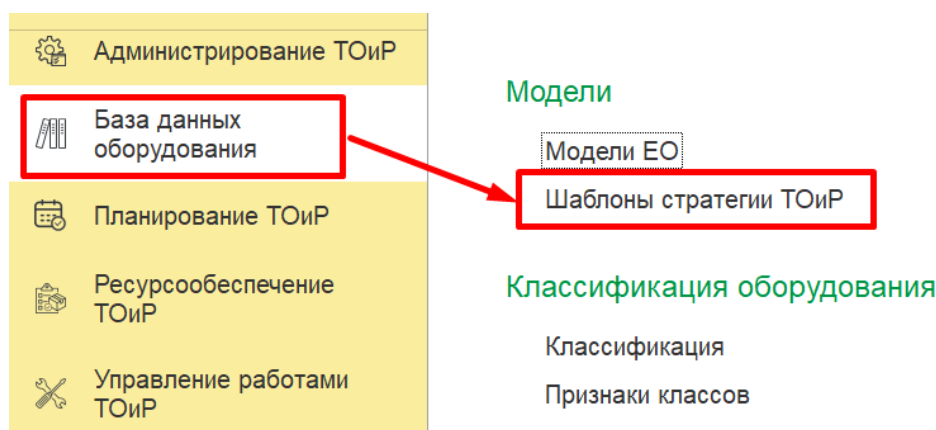 Администрирование ТОиР
База данных
оборудования
Планирование ТОиР
Ресурсообеспечение
ТОиР
Управление работами
ТОиР
Модели
Модели ЕО
Шаблоны стратегии ТОиР
Классификация оборудования
Классификация
Признаки классов